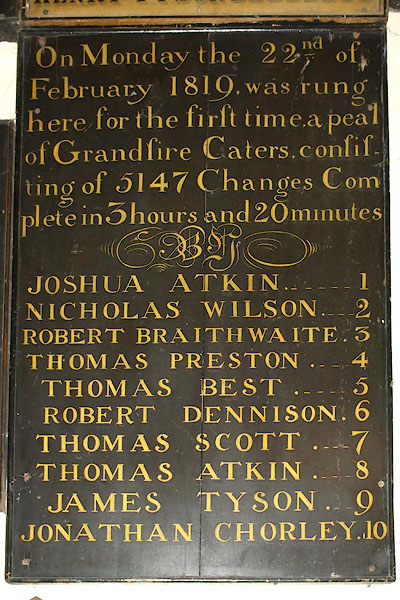 On Monday the 22nd of
February 1819, was rung
here for the firſt time, a peal
of Grandſire Caters, conſiſ-
ting of 5147 Changes Com
plete in 3 hours and 20 minutes
BY
JOSHUA ATKIN...... 1
NICHOLAS WILSON.... 2
ROBERT BRAITHWAITE. 3
THOMAS PRESTON .... 4
THOMAS BEST .... 5
ROBERT DENNISON. 6
THOMAS SCOTT .... 7
THOMAS ATKIN ... 8
JAMES TYSON.... 9
JONATHAN CHORLEY.. 10